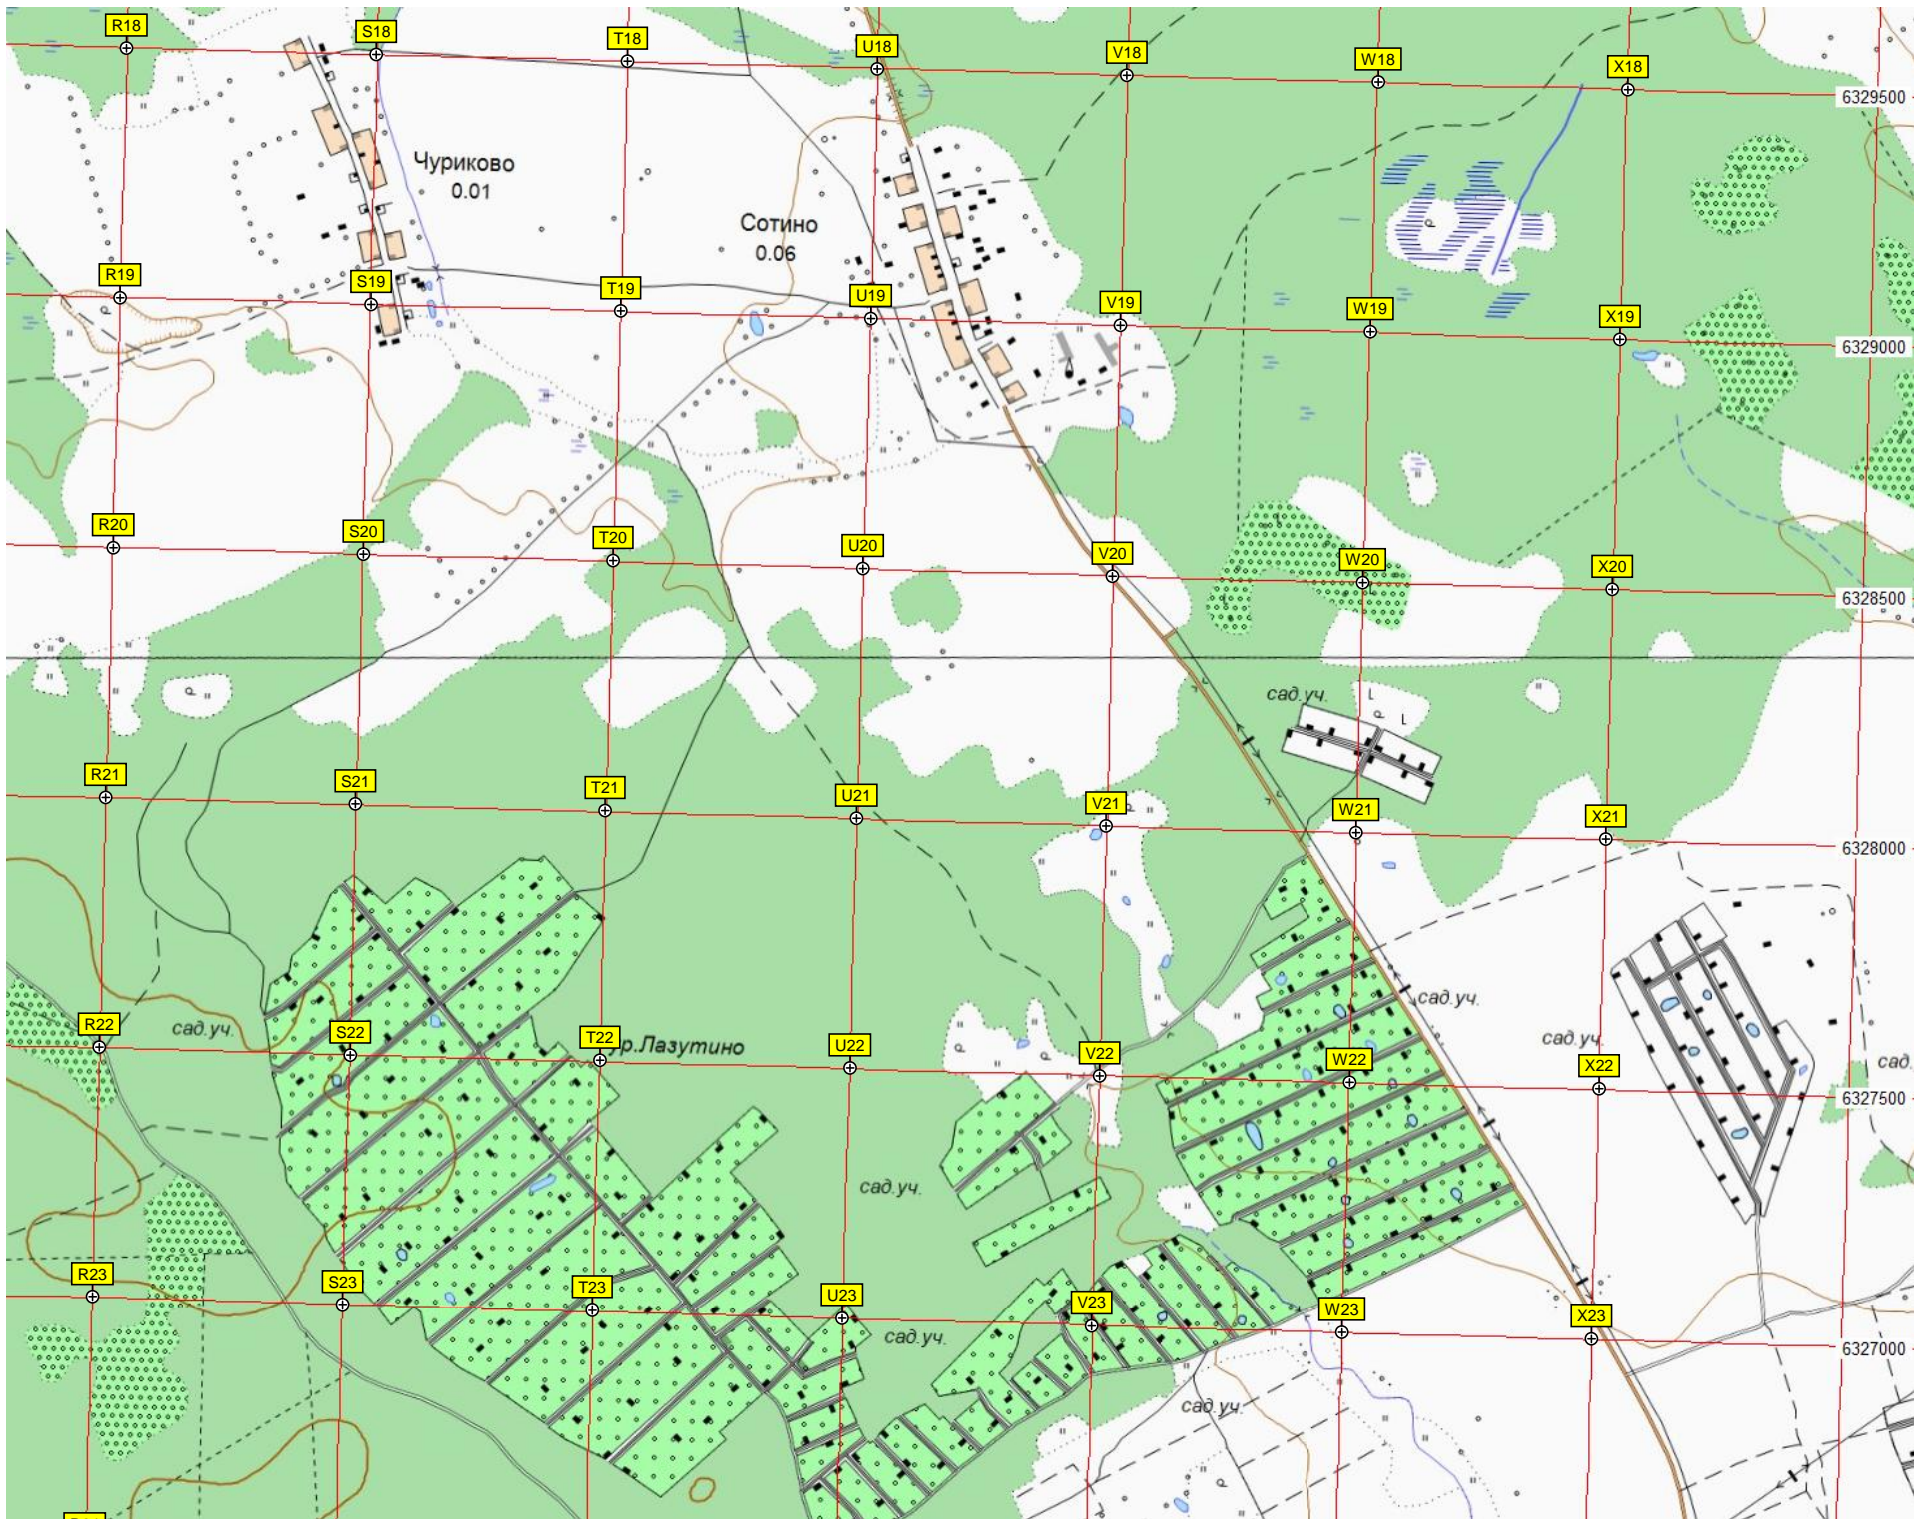 R18
S18
T18
U18
V18
W18
X18
6329500
Чуриково
0.01
Сотино
0.06
R19
S19
T19
U19
V19
W19
X19
6329000
R20
S20
T20
U20
V20
W20
X20
6328500
сад.уч.
R21
S21
T21
U21
V21
W21
X21
6328000
сад.уч.
R22
сад.уч.
S22
T22
р.Лазутино
U22
V22
W22
сад.уч.
X22
сад.
6327500
сад.уч.
R23
S23
T23
U23
V23
W23
X23
сад.уч.
6327000
сад.уч.